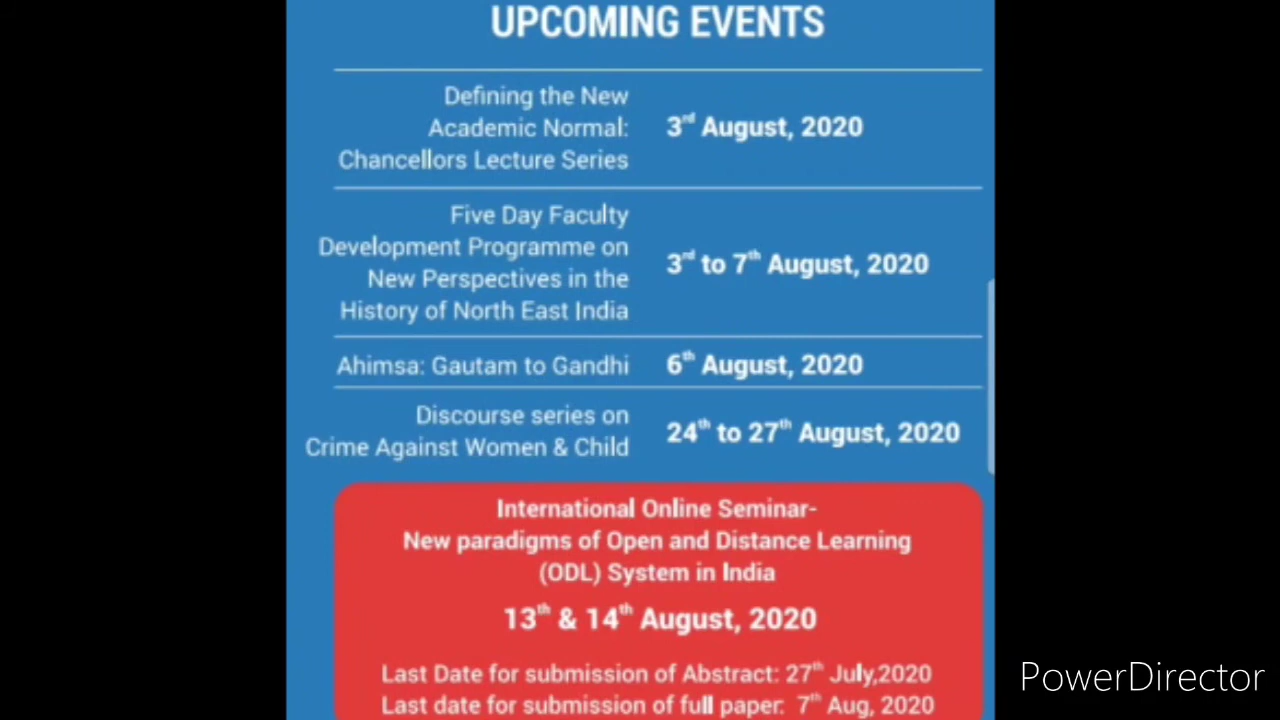 UPCOMING EVENTS
Defining the New
Academic Normal:
Chancellors Lecture Series
3rd August, 2020
Five Day Faculty
Development Programme on
New Perspectives in the
History of North East India
3rd to 7th August, 2020
Ahimsa: Gautam to Gandhi
6th August, 2020
Discourse series on
Crime Against Women & Child
24th to 27th August, 2020
International Online Seminar-
New paradigms of Open and Distance Learning
(ODL) System in India
13th & 14th August, 2020
Last Date for submission of Abstract: 27th July,2020
Last date for submission of full paper: 7th Aug, 2020
PowerDirector